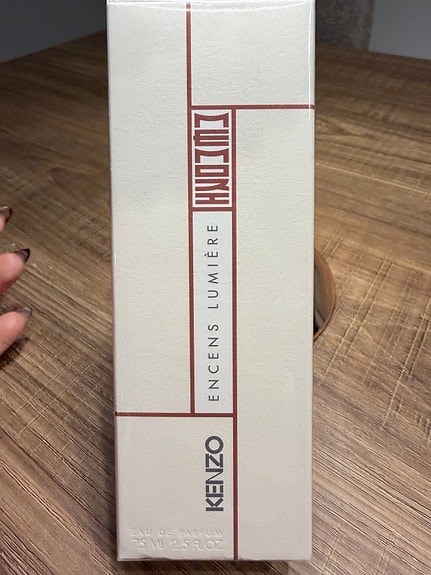 MEMORI
ENCENS LUMIÈRE
KENZO
EAU DE PARFUM
75 ML 2.5 FL.OZ